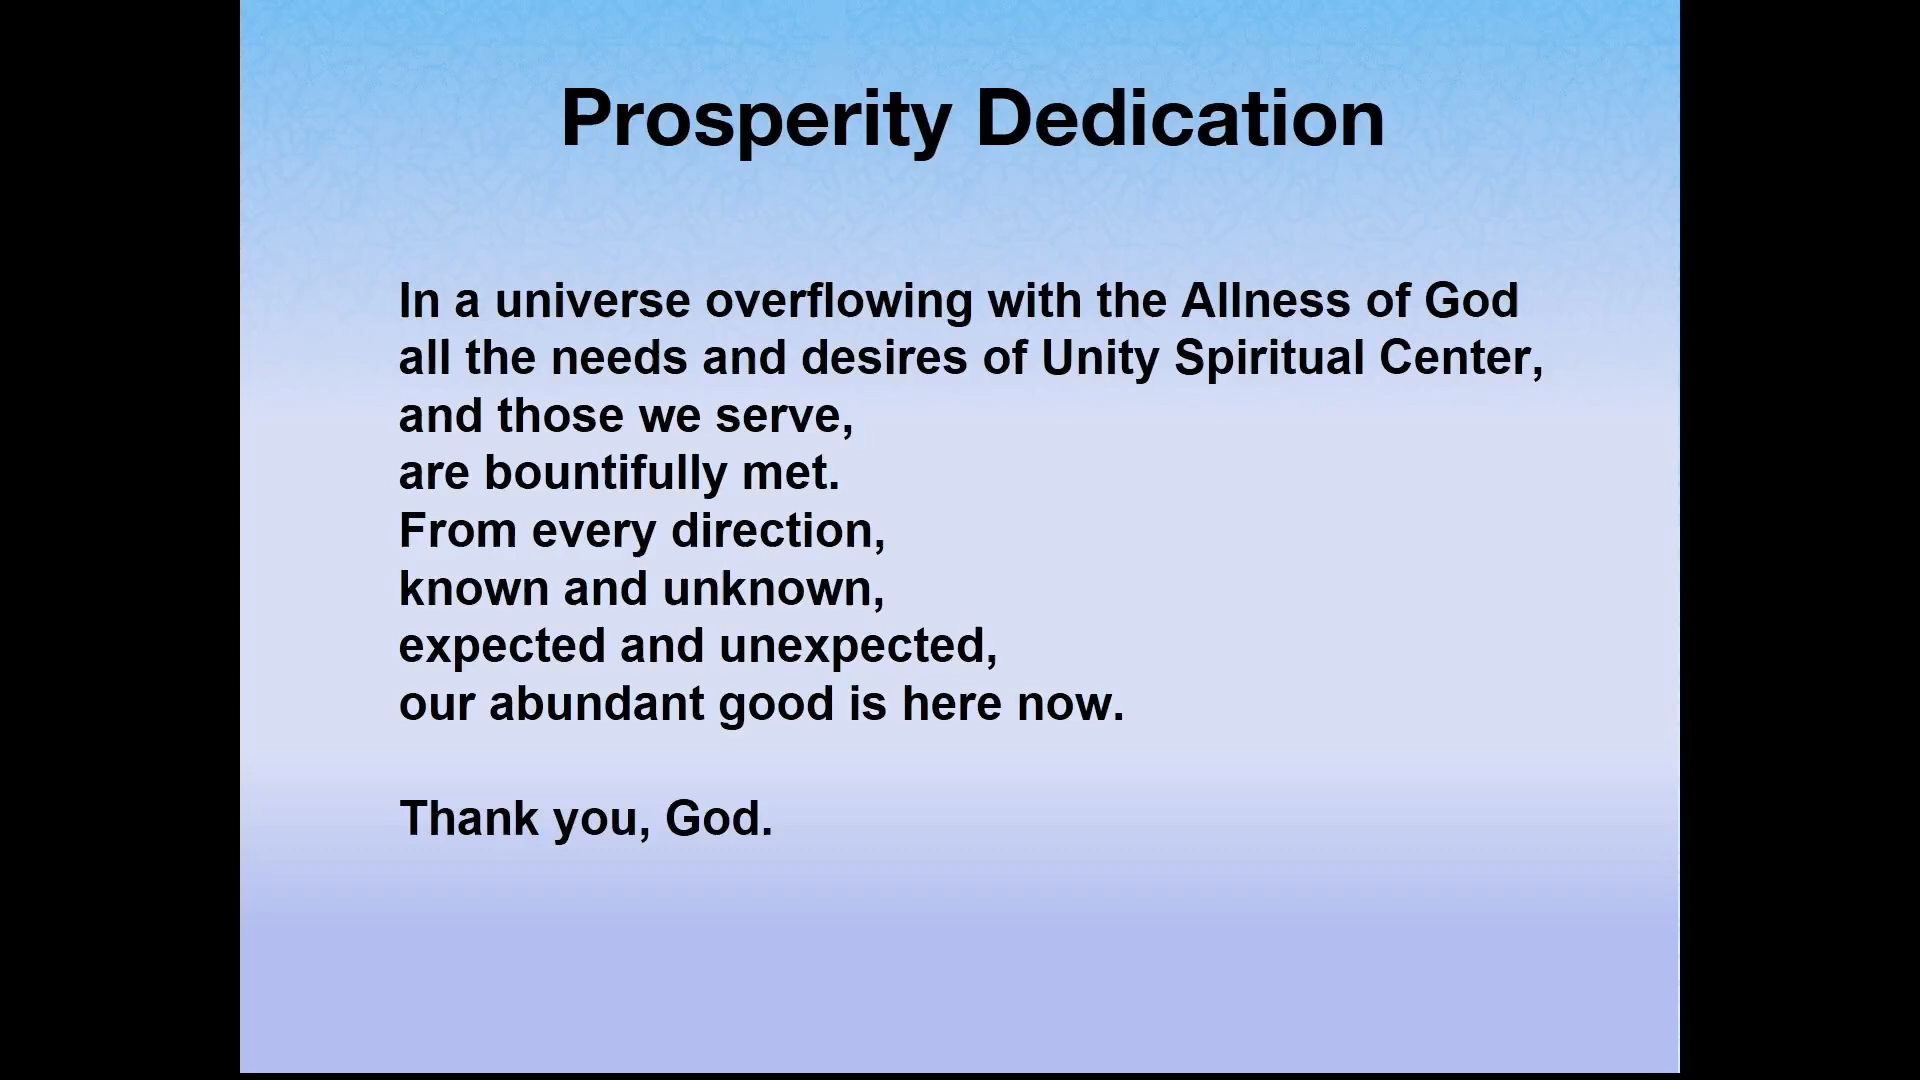 Prosperity Dedication
In a universe overflowing with the Allness of God
all the needs and desires of Unity Spiritual Center,
and those we serve,
are bountifully met.
From every direction,
known and unknown,
expected and unexpected,
our abundant good is here now.
Thank you, God.